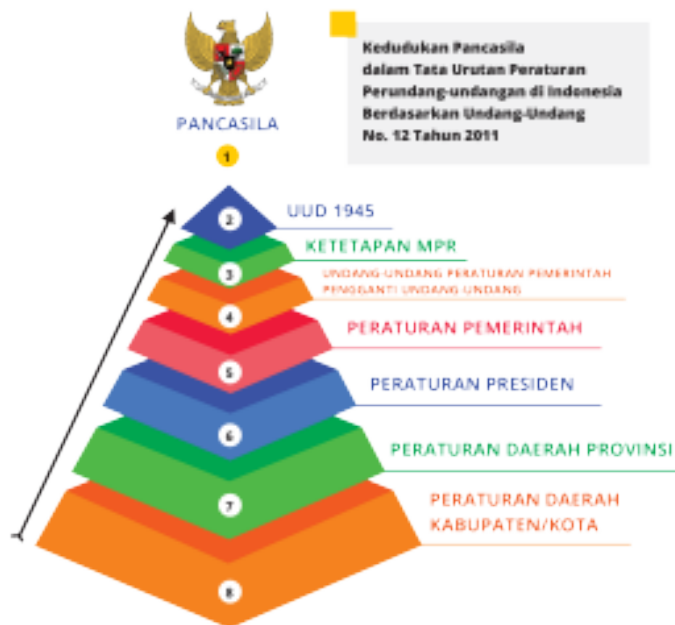 Kedudukan Pancasila
dalam Tata Urutan Peraturan
Perundang-undangan di Indonesia
Berdasarkan Undang-Undang
No. 12 Tahun 2011
PANCASILA
1
2
UUD 1945
KETETAPAN MPR
3
UNDANG-UNDANG PERATURAN PEMERINTAH
PENGGANTI UNDANG-UNDANG
4
PERATURAN PEMERINTAH
5
PERATURAN PRESIDEN
6
PERATURAN DAERAH PROVINSI
7
PERATURAN DAERAH
KABUPATEN/KOTA
8